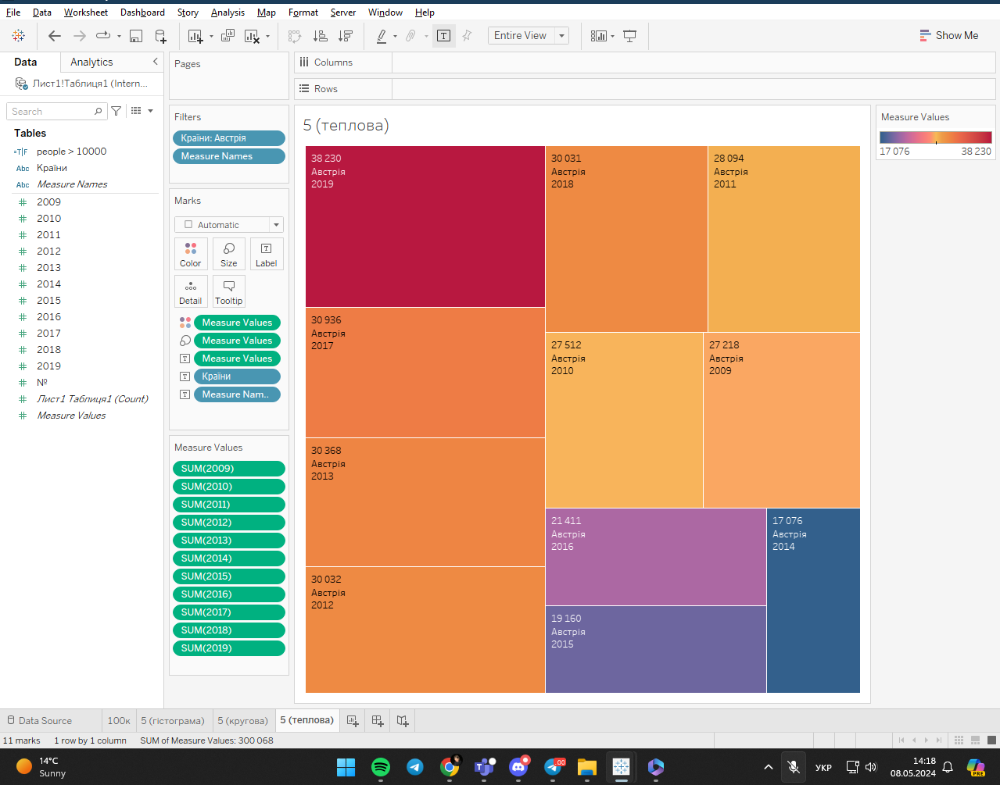 File Data Worksheet Dashboard Story Analysis Map Format Server Window Help
Entire View
Show Me
Data Analytics
Лист1!Таблиця1 (Intern...
Search
Tables
people > 10000
Abc Країни
Abc Measure Names
2009
2010
2011
2012
2013
2014
2015
2016
2017
2018
2019
№
Лист1 Таблиця1 (Count)
Measure Values
Pages
Filters
Країни: Австрія
Measure Names
Marks
Automatic
Color Size Label
Detail Tooltip
Measure Values
Measure Values
Measure Values
Країни
Measure Nam..
Measure Values
SUM(2009)
SUM(2010)
SUM(2011)
SUM(2012)
SUM(2013)
SUM(2014)
SUM(2015)
SUM(2016)
SUM(2017)
SUM(2018)
SUM(2019)
Columns
Rows
5 (теплова)
38 230
Австрія
2019
30 936
Австрія
2017
30 368
Австрія
2013
30 032
Австрія
2012
30 031
Австрія
2018
28 094
Австрія
2011
27 512
Австрія
2010
27 218
Австрія
2009
21 411
Австрія
2016
19 160
Австрія
2015
17 076
Австрія
2014
Measure Values
17 076 38 230
Data Source 100к 5 (гістограма) 5 (кругова) 5 (теплова)
11 marks 1 row by 1 column SUM of Measure Values: 300 068
14°C
Sunny
УКР
14:18
08.05.2024
PRE